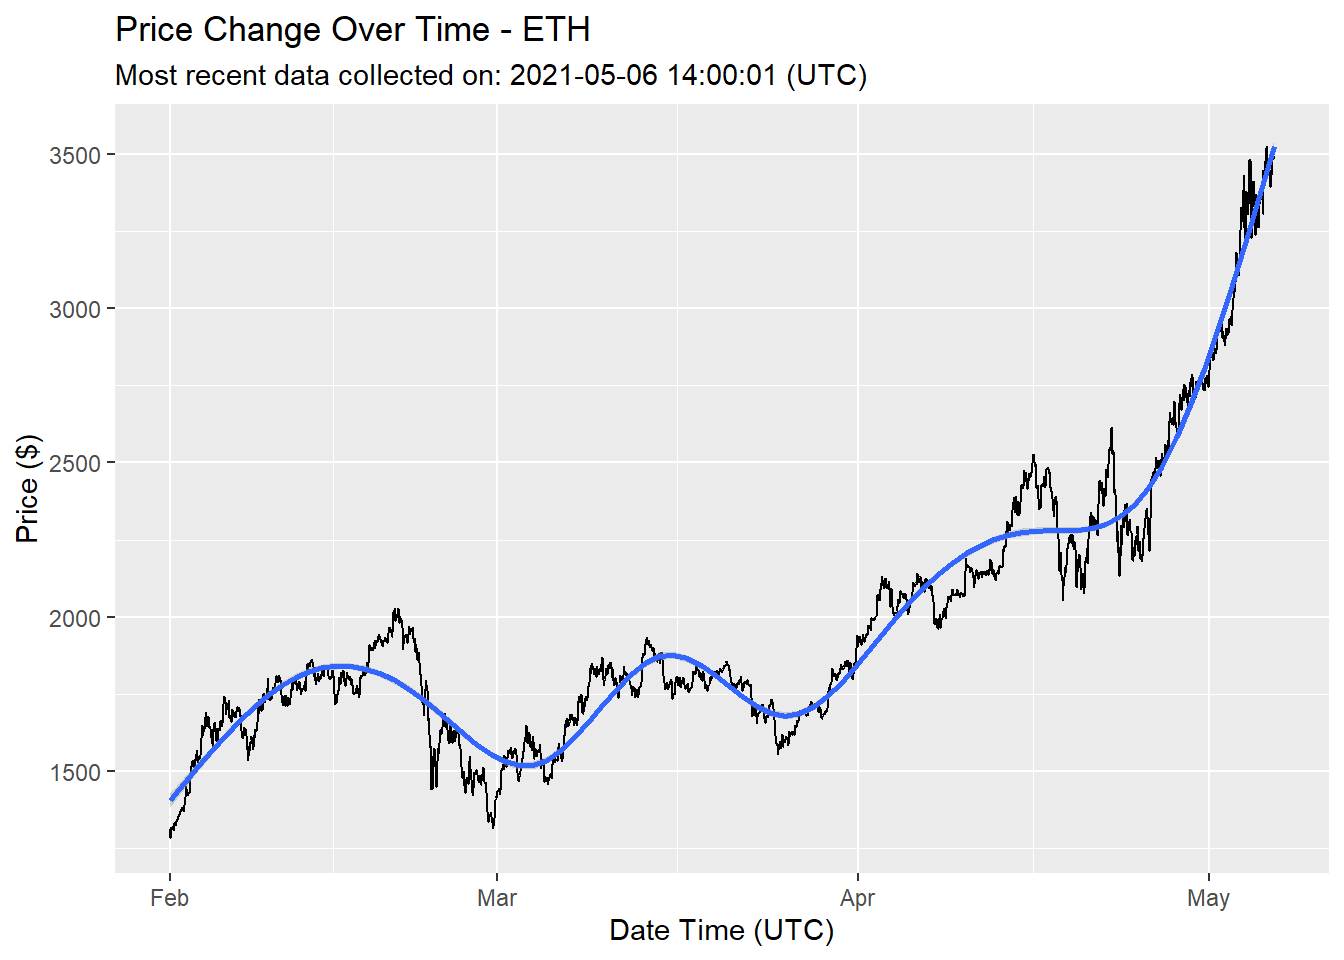 Price Change Over Time - ETH
Most recent data collected on: 2021-05-06 14:00:01 (UTC)
3500
3000
2500
2000
1500
Price ($)
Feb
Mar
Apr
May
Date Time (UTC)